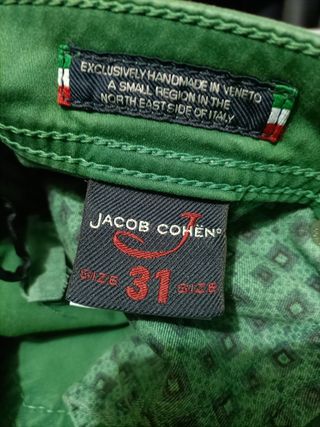 EXCLUSIVELY HANDMADE IN VENETO
A SMALL REGION IN THE
NORTH EAST SIDE OF ITALY
JACOB COHËN®
J
SIZE 31 SIZE